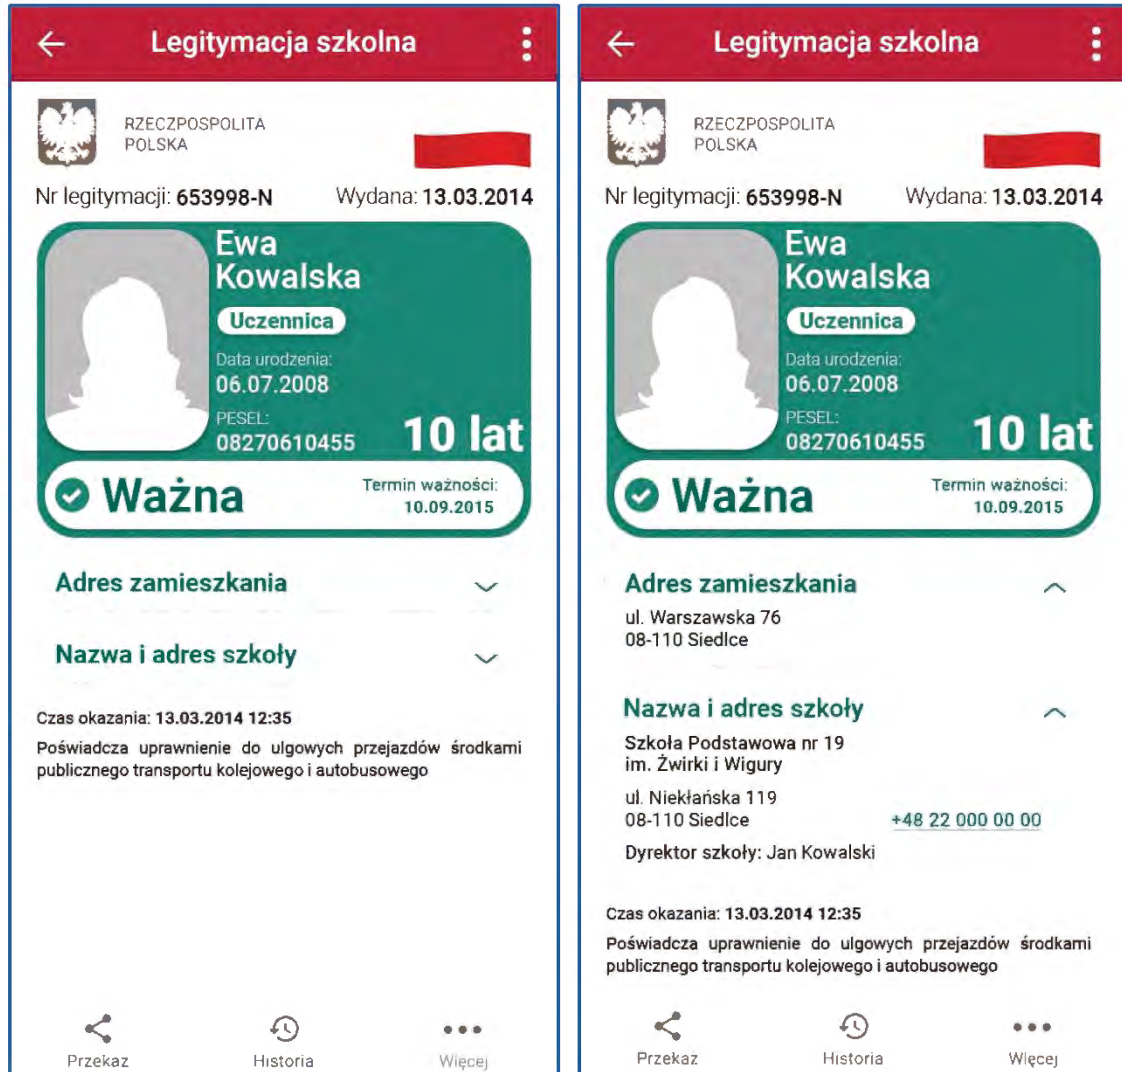 Legitymacja szkolna
RZECZPOSPOLITA
POLSKA
Nr legitymacji: 653998-N Wydana: 13.03.2014
Ewa
Kowalska
Uczennica
Data urodzenia:
06.07.2008
PESEL:
08270610455
10 lat
Ważna
Termin ważności:
10.09.2015
Adres zamieszkania
Nazwa i adres szkoły
Czas okazania: 13.03.2014 12:35
Poświadcza uprawnienie do ulgowych przejazdów środkami
publicznego transportu kolejowego i autobusowego
Przekaz
Historia
Więcej
Legitymacja szkolna
RZECZPOSPOLITA
POLSKA
Nr legitymacji: 653998-N Wydana: 13.03.2014
Ewa
Kowalska
Uczennica
Data urodzenia:
06.07.2008
PESEL:
08270610455
10 lat
Ważna
Termin ważności:
10.09.2015
Adres zamieszkania
ul. Warszawska 76
08-110 Siedlce
Nazwa i adres szkoły
Szkoła Podstawowa nr 19
im. Żwirki i Wigury
ul. Niekłańska 119
08-110 Siedlce +48 22 000 00 00
Dyrektor szkoły: Jan Kowalski
Czas okazania: 13.03.2014 12:35
Poświadcza uprawnienie do ulgowych przejazdów środkami
publicznego transportu kolejowego i autobusowego
Przekaz
Historia
Więcej